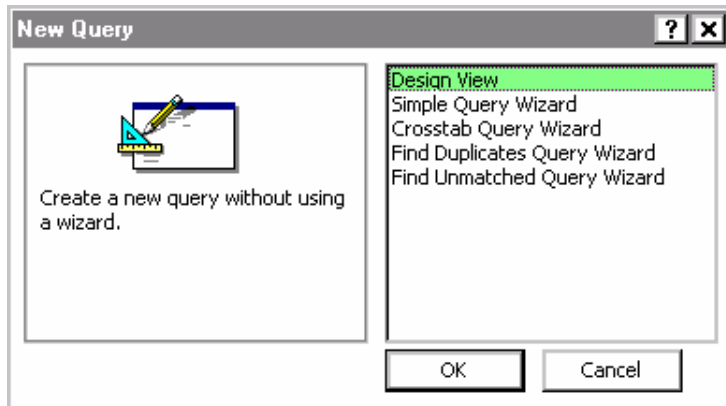 New Query
Create a new query without using
a wizard.
Design View
Simple Query Wizard
Crosstab Query Wizard
Find Duplicates Query Wizard
Find Unmatched Query Wizard
OK
Cancel